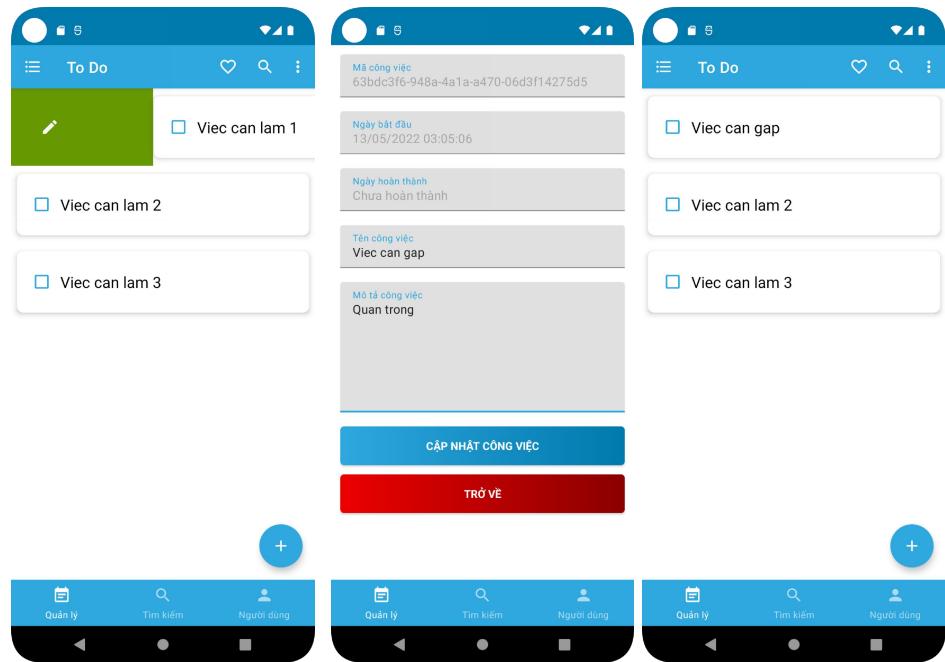 To Do
Viec can lam 1
Viec can lam 2
Viec can lam 3
Quản lý
Tìm kiếm
Người dùng
Mã công việc
63bdc3f6-948a-4a1a-a470-06d3f14275d5
Ngày bắt đầu
13/05/2022 03:05:06
Ngày hoàn thành
Chưa hoàn thành
Tên công việc
Viec can gap
Mô tả công việc
Quan trong
CẬP NHẬT CÔNG VIỆC
TRỞ VỀ
Quản lý
Tìm kiếm
Người dùng
To Do
Viec can gap
Viec can lam 2
Viec can lam 3
Quản lý
Tìm kiếm
Người dùng